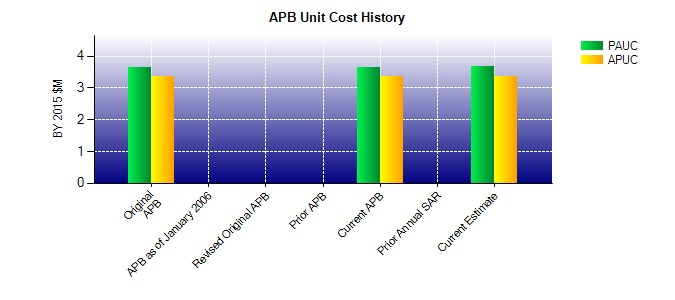 APB Unit Cost History
PAUC
APUC
BY 2015 $M
4
3
2
1
0
Original
APB
APB as of January 2006
Revised Original APB
Prior APB
Current APB
Prior Annual SAR
Current Estimate